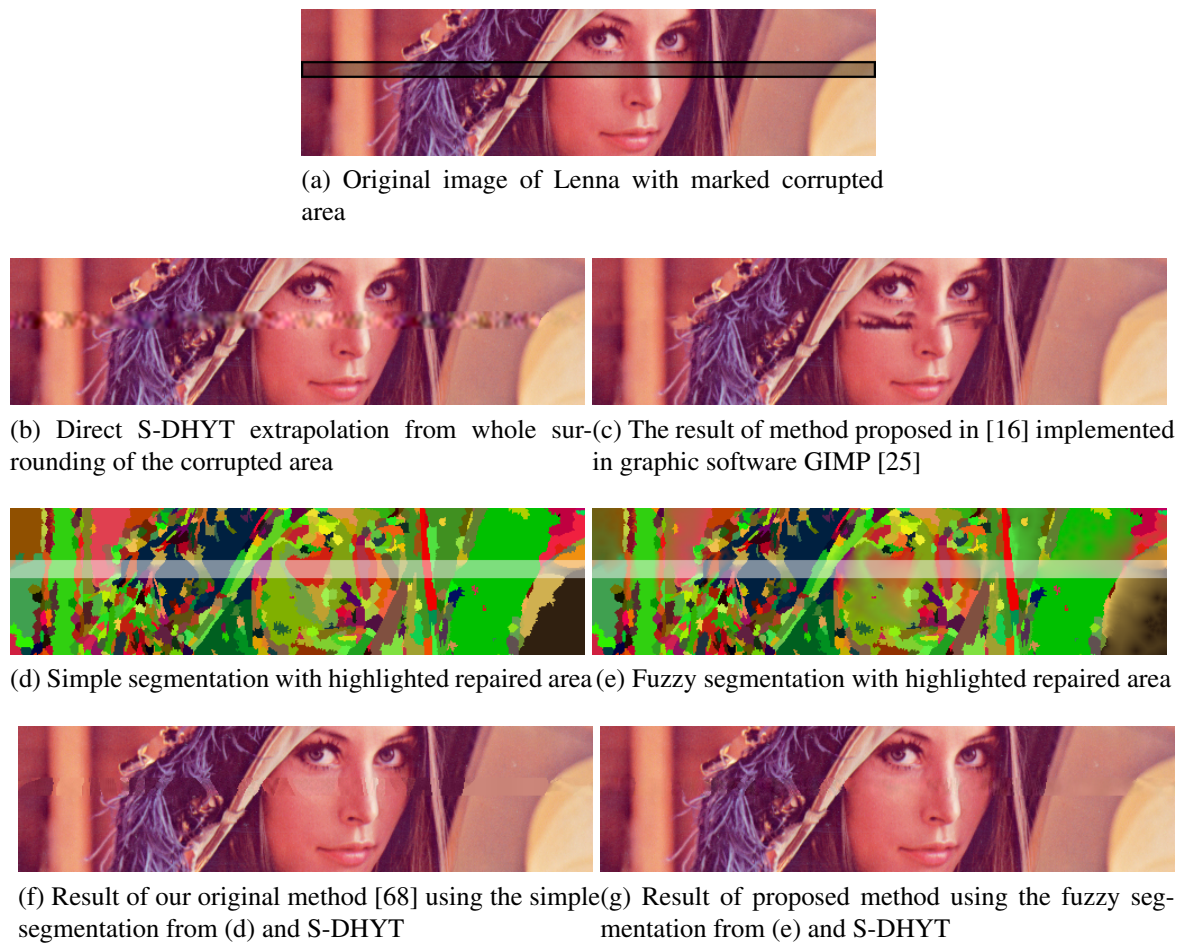 (a) Original image of Lenna with marked corrupted
area
(b) Direct S-DHYT extrapolation from whole sur-
rounding of the corrupted area
(c) The result of method proposed in [16] implemented
in graphic software GIMP [25]
(d) Simple segmentation with highlighted repaired area
(e) Fuzzy segmentation with highlighted repaired area
(f) Result of our original method [68] using the simple
segmentation from (d) and S-DHYT
(g) Result of proposed method using the fuzzy seg-
mentation from (e) and S-DHYT